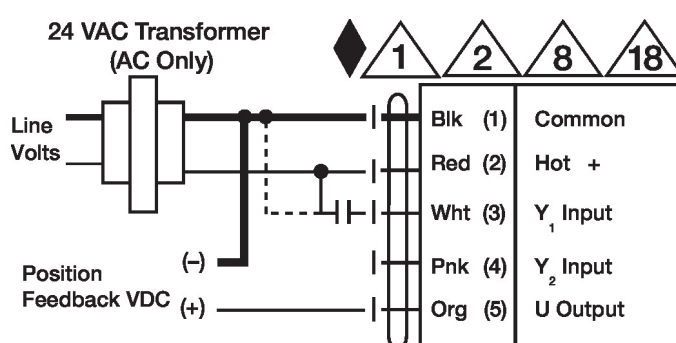 24 VAC Transformer
(AC Only)
1 2 8 18
Line
Volts
Blk (1) Common
Red (2) Hot +
Wht (3) Y1 Input
Pnk (4) Y2 Input
Org (5) U Output
Position
Feedback VDC
(–)
(+)